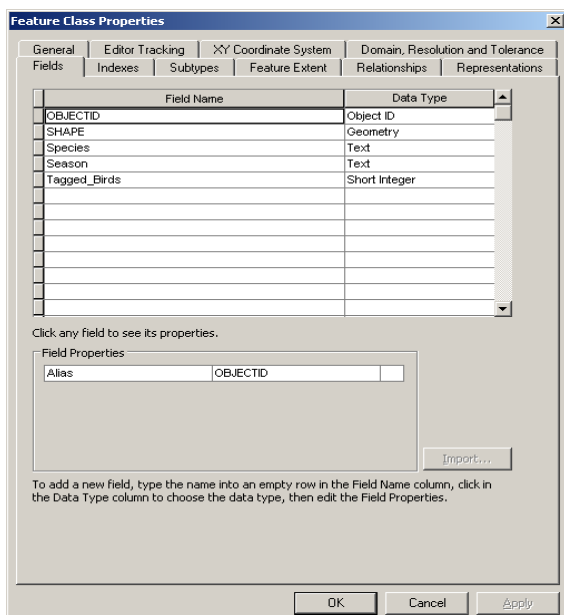 Feature Class Properties
General Editor Tracking XY Coordinate System Domain, Resolution and Tolerance
Fields Indexes Subtypes Feature Extent Relationships Representations
Field Name Data Type
OBJECTID Object ID
SHAPE Geometry
Species Text
Season Text
Tagged_Birds Short Integer
Click any field to see its properties.
Field Properties
Alias OBJECTID
Import...
To add a new field, type the name into an empty row in the Field Name column, click in
the Data Type column to choose the data type, then edit the Field Properties.
OK Cancel Apply